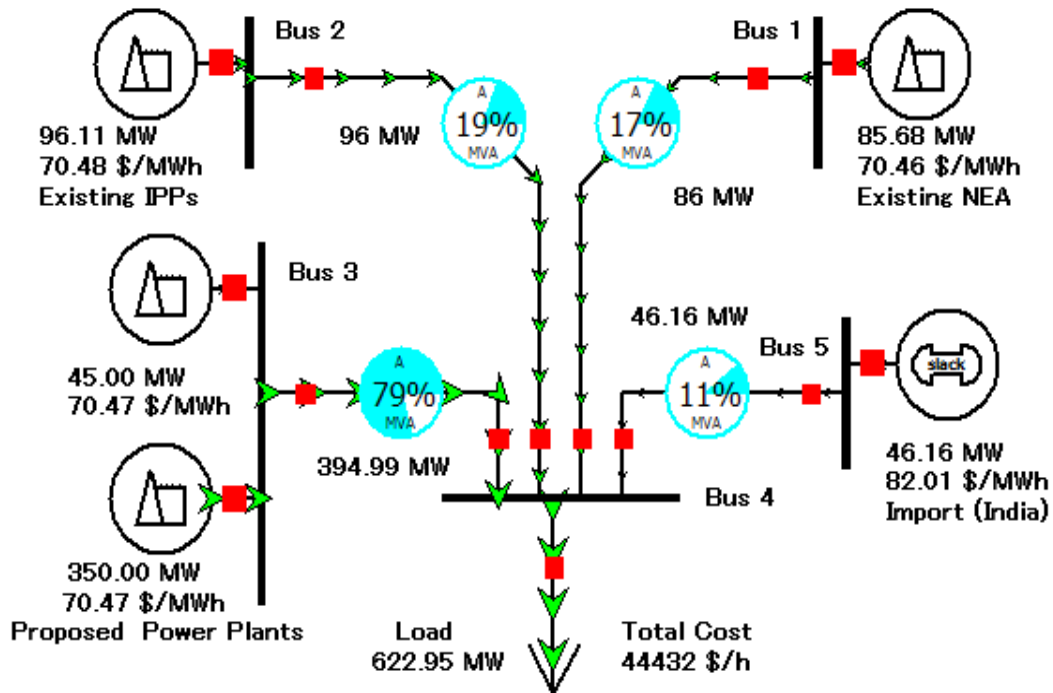 Bus 2
Bus 1
A
19%
MVA
A
17%
MVA
96.11 MW
70.48 $/MWh
Existing IPPs
96 MW
86 MW
85.68 MW
70.46 $/MWh
Existing NEA
Bus 3
45.00 MW
70.47 $/MWh
A
79%
MVA
394.99 MW
46.16 MW
Bus 5
A
11%
MVA
slack
46.16 MW
82.01 $/MWh
Import (India)
Bus 4
350.00 MW
70.47 $/MWh
Proposed Power Plants
Load
622.95 MW
Total Cost
44432 $/h